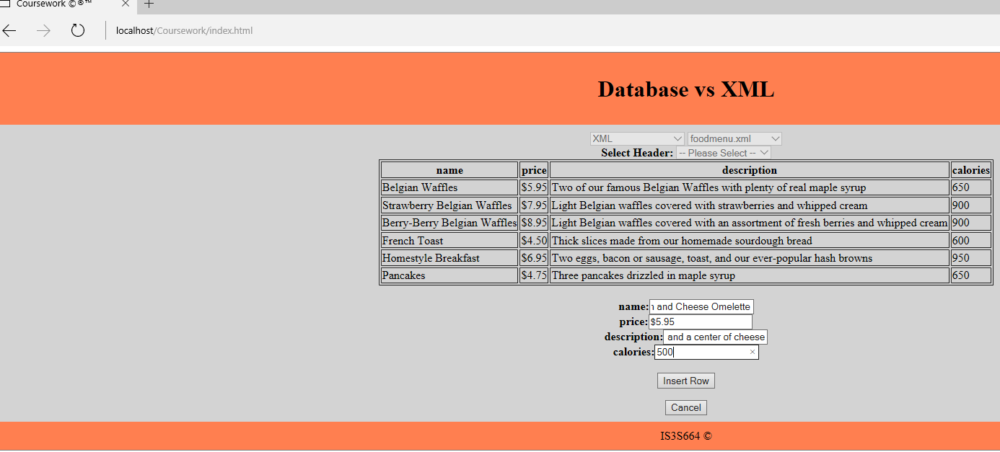 Coursework ©®™
localhost/Coursework/index.html
Database vs XML
XML foodmenu.xml
Select Header: -- Please Select --
name price description calories
Belgian Waffles $5.95 Two of our famous Belgian Waffles with plenty of real maple syrup 650
Strawberry Belgian Waffles $7.95 Light Belgian waffles covered with strawberries and whipped cream 900
Berry-Berry Belgian Waffles $8.95 Light Belgian waffles covered with an assortment of fresh berries and whipped cream 900
French Toast $4.50 Thick slices made from our homemade sourdough bread 600
Homestyle Breakfast $6.95 Two eggs, bacon or sausage, toast, and our ever-popular hash browns 950
Pancakes $4.75 Three pancakes drizzled in maple syrup 650
name: and Cheese Omelette
price: $5.95
description: and a center of cheese
calories: 500
Insert Row
Cancel
IS3S664 ©